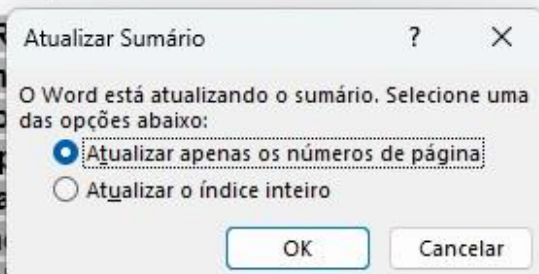 Atualizar Sumário ? ×
O Word está atualizando o sumário. Selecione uma
das opções abaixo:
Atualizar apenas os números de página
Atualizar o índice inteiro
OK Cancelar